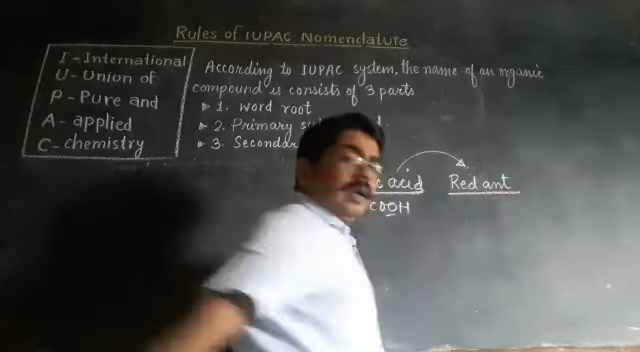 Rules of IUPAC Nomenclature
I - International
U - Union of
P - Pure and
A - applied
C - chemistry
According to IUPAC system, the name of an organic
compound is consists of 3 parts
1. word root
2. Primary
3.
acid Red ant
COOH